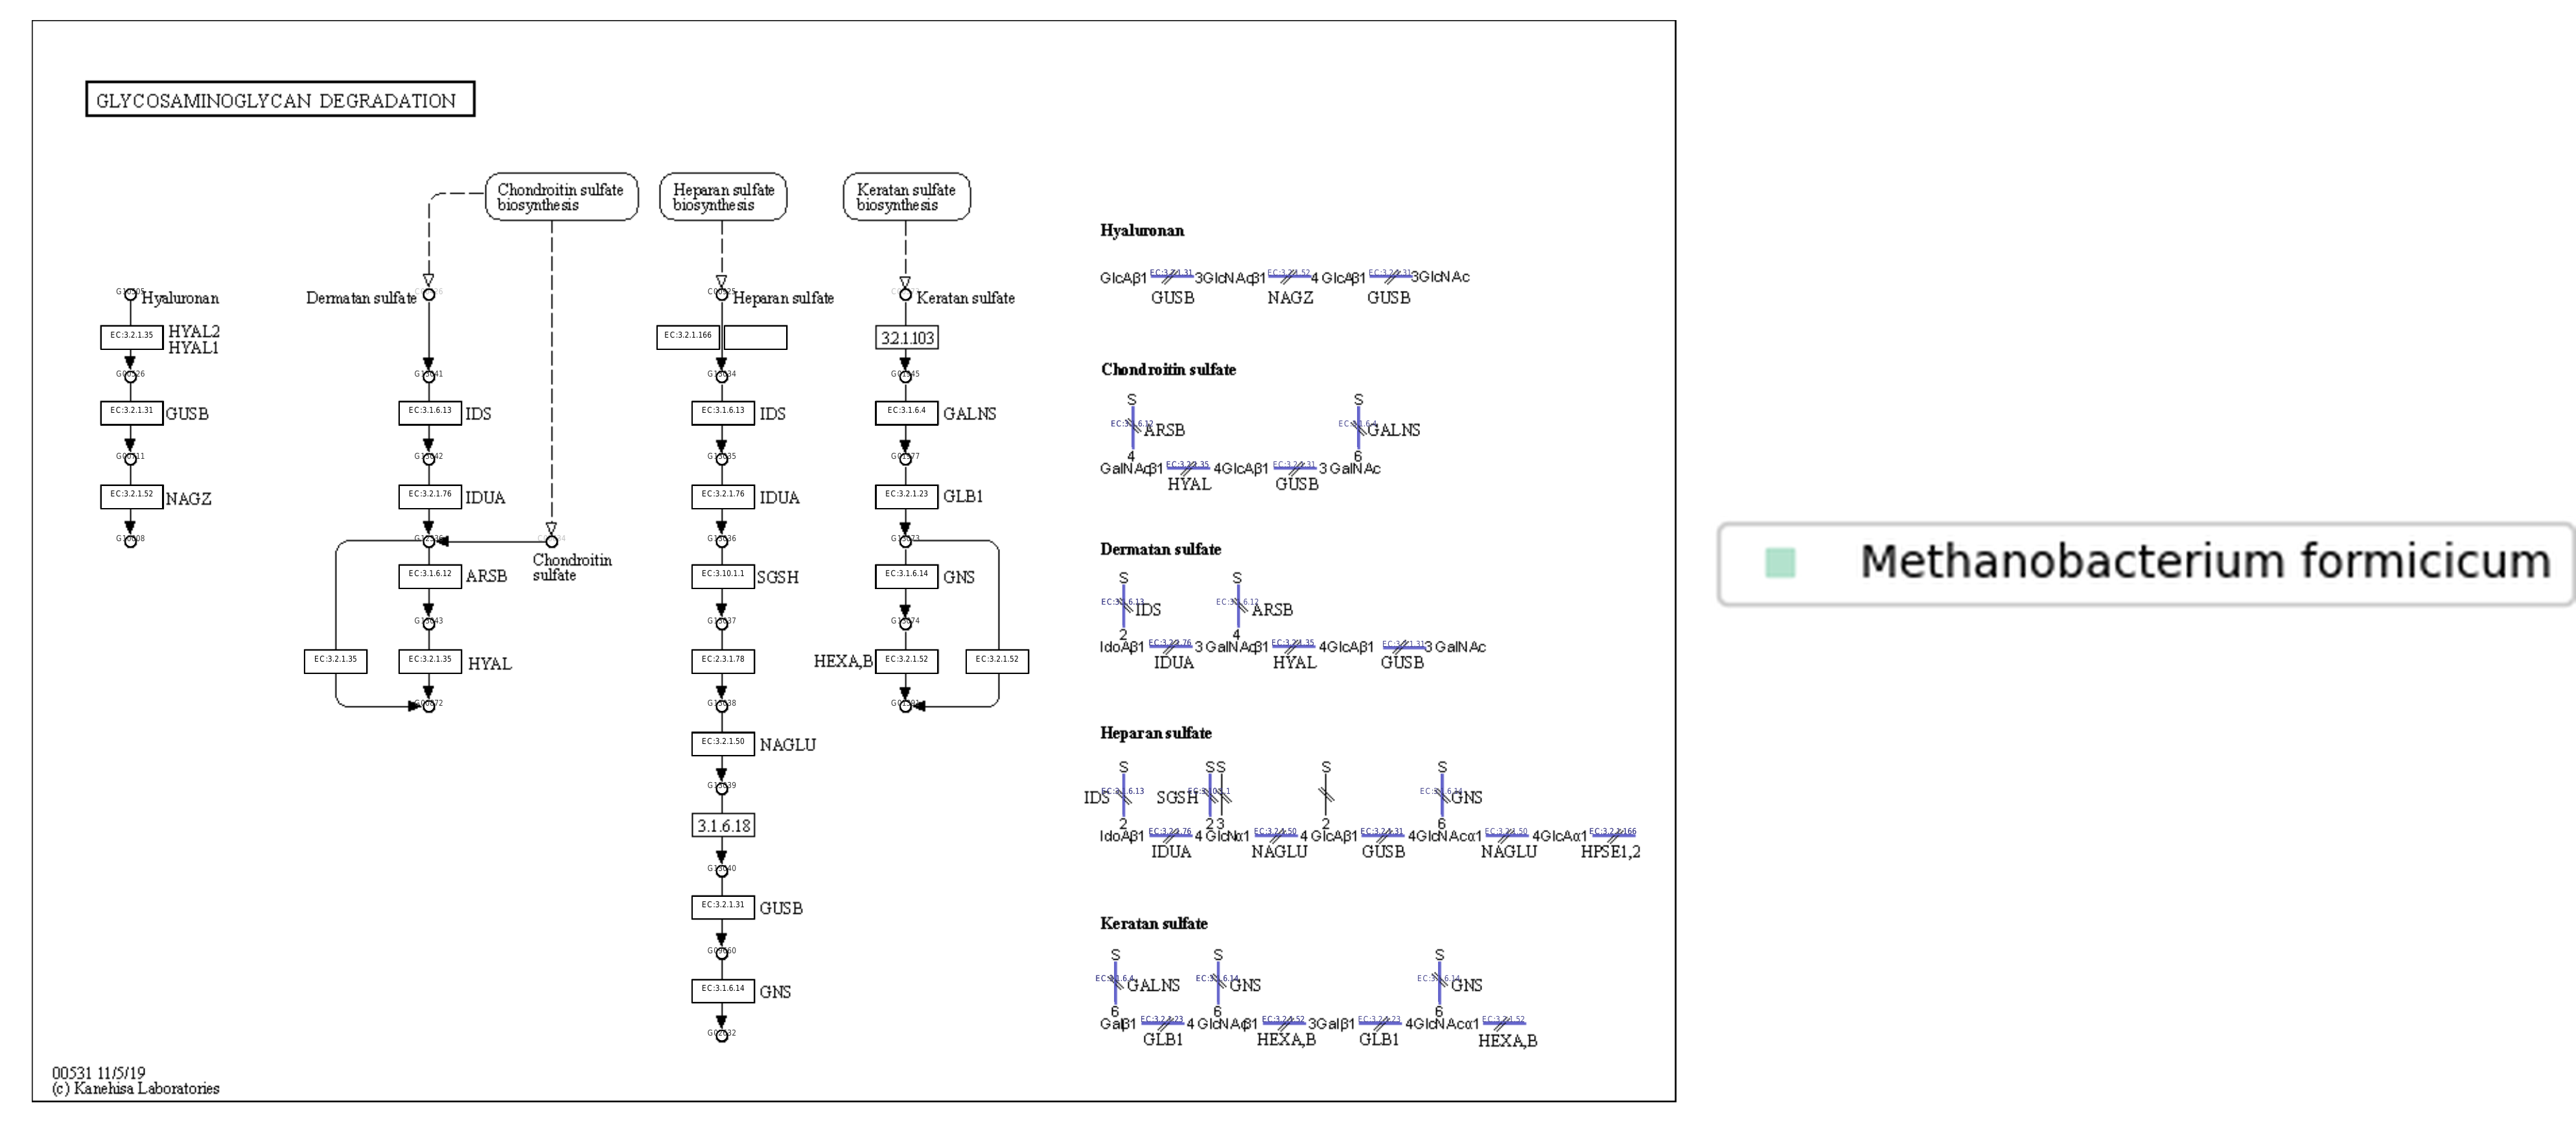 GLYCOSAMINOGLYCAN DEGRADATION
Chondroitin sulfate
biosynthesis
Heparan sulfate
biosynthesis
Keratan sulfate
biosynthesis
Hyaluronan
Dermatan sulfate
Heparan sulfate
Keratan sulfate
EC:3.2.1.35
HYAL2
HYAL1
EC:3.2.1.166
3.2.1.103
EC:3.2.1.31
GUSB
EC:3.1.6.13
IDS
EC:3.1.6.13
IDS
EC:3.1.6.4
GALNS
EC:3.2.1.52
NAGZ
EC:3.2.1.76
IDUA
EC:3.2.1.76
IDUA
EC:3.2.1.23
GLB1
Chondroitin
sulfate
EC:3.1.6.12
ARSB
EC:3.10.1.1
SGSH
EC:3.1.6.14
GNS
EC:3.2.1.35
EC:3.2.1.35
HYAL
EC:2.3.1.78
HEXA,B
EC:3.2.1.52
EC:3.2.1.52
EC:3.2.1.50
NAGLU
3.1.6.18
EC:3.2.1.31
GUSB
EC:3.1.6.14
GNS
Hyaluronan
GlcAβ1 3GlcNAcβ1 4 GlcAβ1 3GlcNAc
GUSB NAGZ GUSB
Chondroitin sulfate
S S
ARSB GALNS
4 6
GalNAcβ1 4GlcAβ1 3 GalNAc
HYAL GUSB
Dermatan sulfate
S S
IDS ARSB
2 4
IdoAβ1 3 GalNAcβ1 4GlcAβ1 3 GalNAc
IDUA HYAL GUSB
Heparan sulfate
S SS S S
IDS SGSH GNS
2 23 2 6
IdoAβ1 4 GlcNα1 4 GlcAβ1 4GlcNAcα1 4GlcAα1
IDUA NAGLU GUSB NAGLU HPSE1,2
Keratan sulfate
S S S
GALNS GNS GNS
6 6 6
Galβ1 4 GlcNAcβ1 3Galβ1 4GlcNAcα1
GLB1 HEXA,B GLB1 HEXA,B
00531 11/5/19
(c) Kanehisa Laboratories
Methanobacterium formicicum